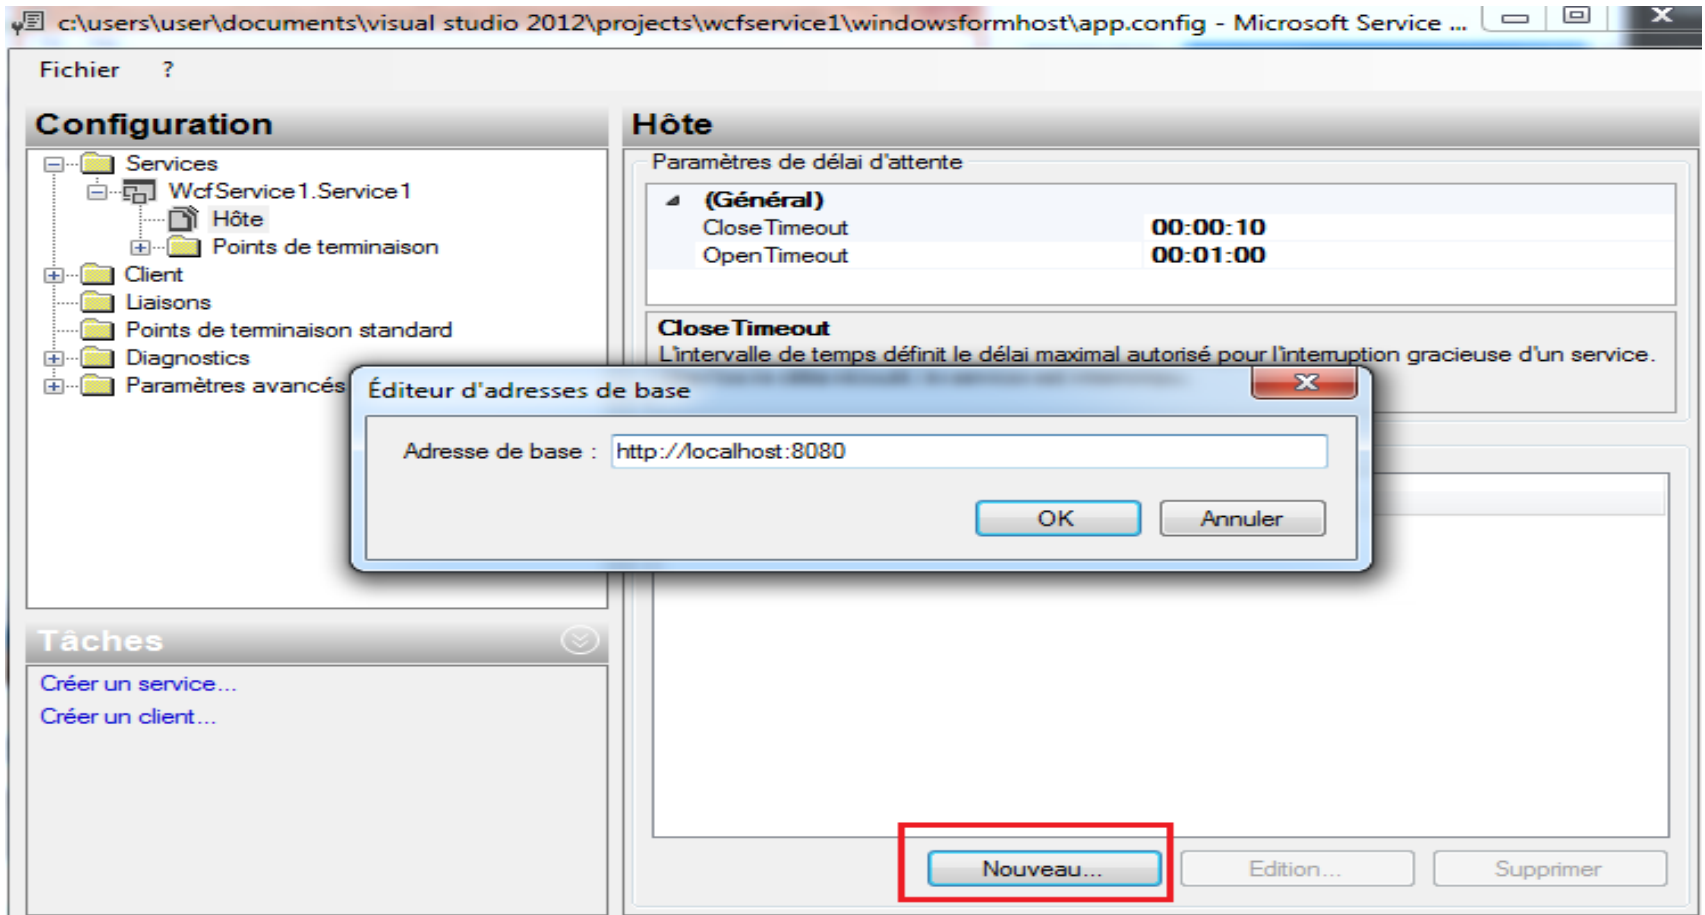 c:\users\user\documents\visual studio 2012\projects\wcfservice1\windowsformhost\app.config - Microsoft Service ...
Fichier ?
Configuration
Services
WcfService1.Service1
Hôte
Points de terminaison
Client
Liaisons
Points de terminaison standard
Diagnostics
Paramètres avancés
Tâches
Créer un service...
Créer un client...
Hôte
Paramètres de délai d'attente
(Général)
CloseTimeout 00:00:10
OpenTimeout 00:01:00
CloseTimeout
L'intervalle de temps définit le délai maximal autorisé pour l'interruption gracieuse d'un service.
Éditeur d'adresses de base
Adresse de base : http://localhost:8080
OK Annuler
Nouveau... Edition... Supprimer